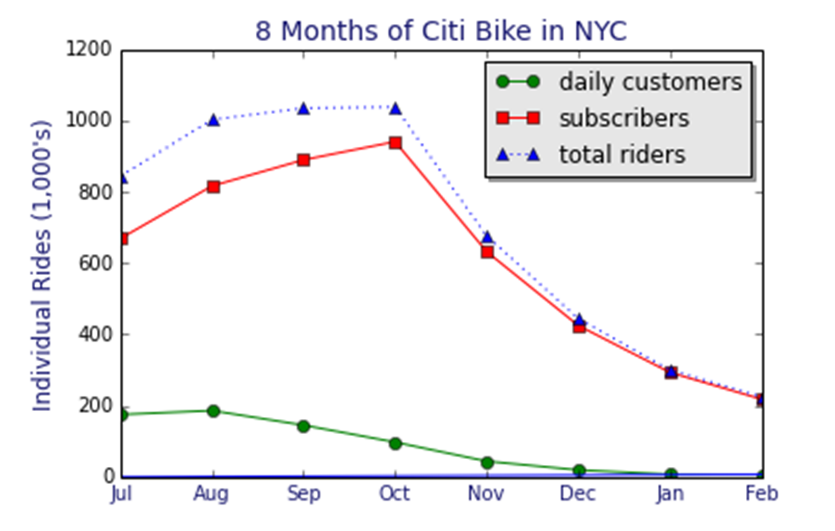 8 Months of Citi Bike in NYC
1200
1000
800
600
400
200
0
Individual Rides (1,000's)
daily customers
subscribers
total riders
Jul Aug Sep Oct Nov Dec Jan Feb